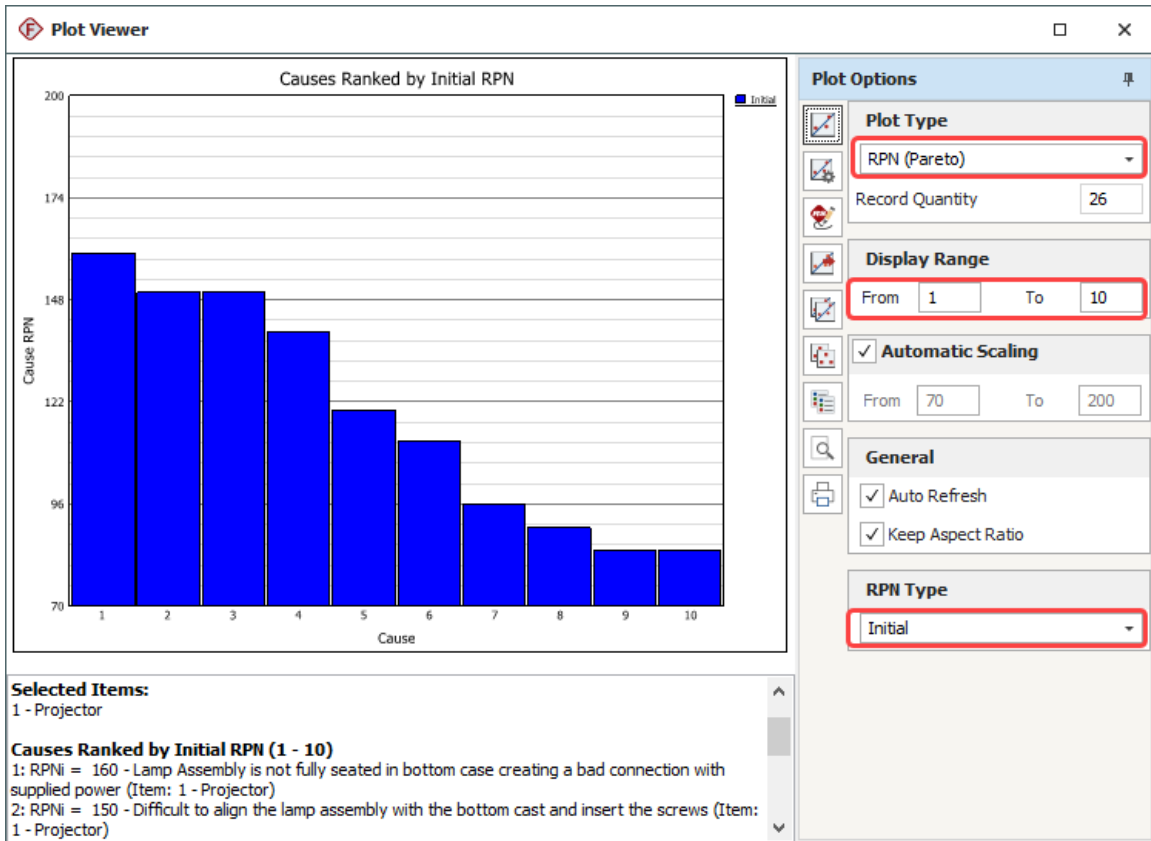 Plot Viewer
Causes Ranked by Initial RPN
Initial
200
174
148
122
96
70
Cause RPN
1 2 3 4 5 6 7 8 9 10
Cause
Selected Items:
1 - Projector
Causes Ranked by Initial RPN (1 - 10)
1: RPNi = 160 - Lamp Assembly is not fully seated in bottom case creating a bad connection with
supplied power (Item: 1 - Projector)
2: RPNi = 150 - Difficult to align the lamp assembly with the bottom cast and insert the screws (Item:
1 - Projector)
Plot Options
Plot Type
RPN (Pareto)
Record Quantity 26
Display Range
From 1 To 10
Automatic Scaling
From 70 To 200
General
Auto Refresh
Keep Aspect Ratio
RPN Type
Initial